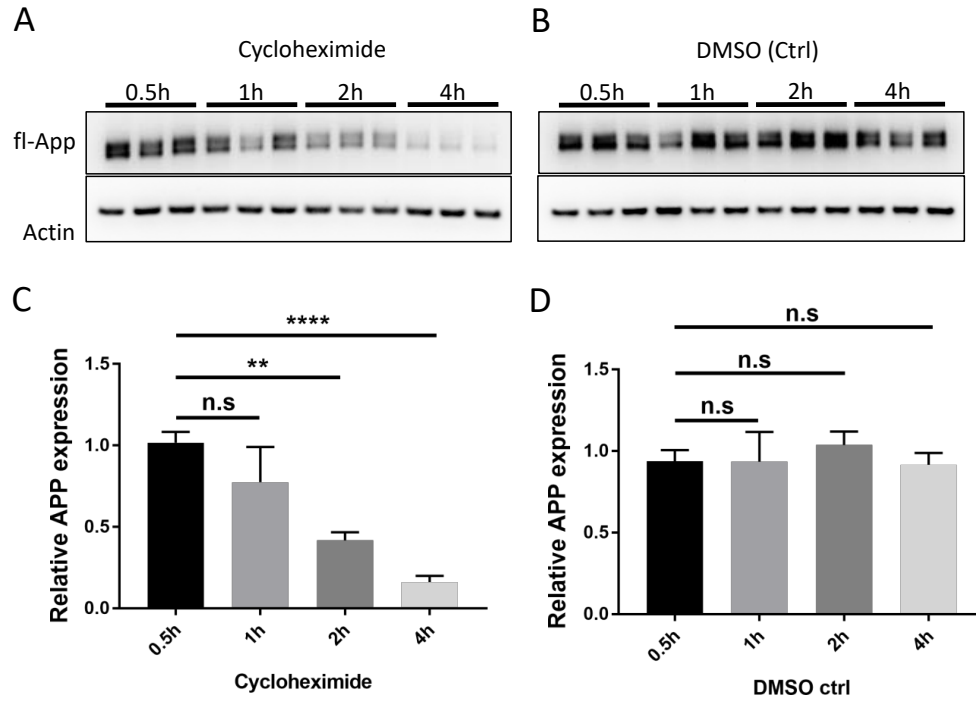 A
Cycloheximide
0.5h 1h 2h 4h
fl-App
Actin
B
DMSO (Ctrl)
0.5h 1h 2h 4h
C
****
**
n.s
1.5
1.0
0.5
0.0
Relative APP expression
0.5h 1h 2h 4h
Cycloheximide
D
n.s
n.s
n.s
1.5
1.0
0.5
0.0
Relative APP expression
0.5h 1h 2h 4h
DMSO ctrl